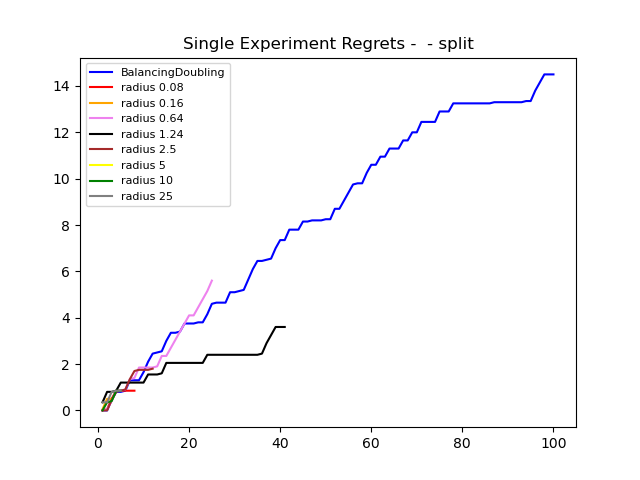 Single Experiment Regrets -  - split
BalancingDoubling
radius 0.08
radius 0.16
radius 0.64
radius 1.24
radius 2.5
radius 5
radius 10
radius 25
14
12
10
8
6
4
2
0
0 20 40 60 80 100